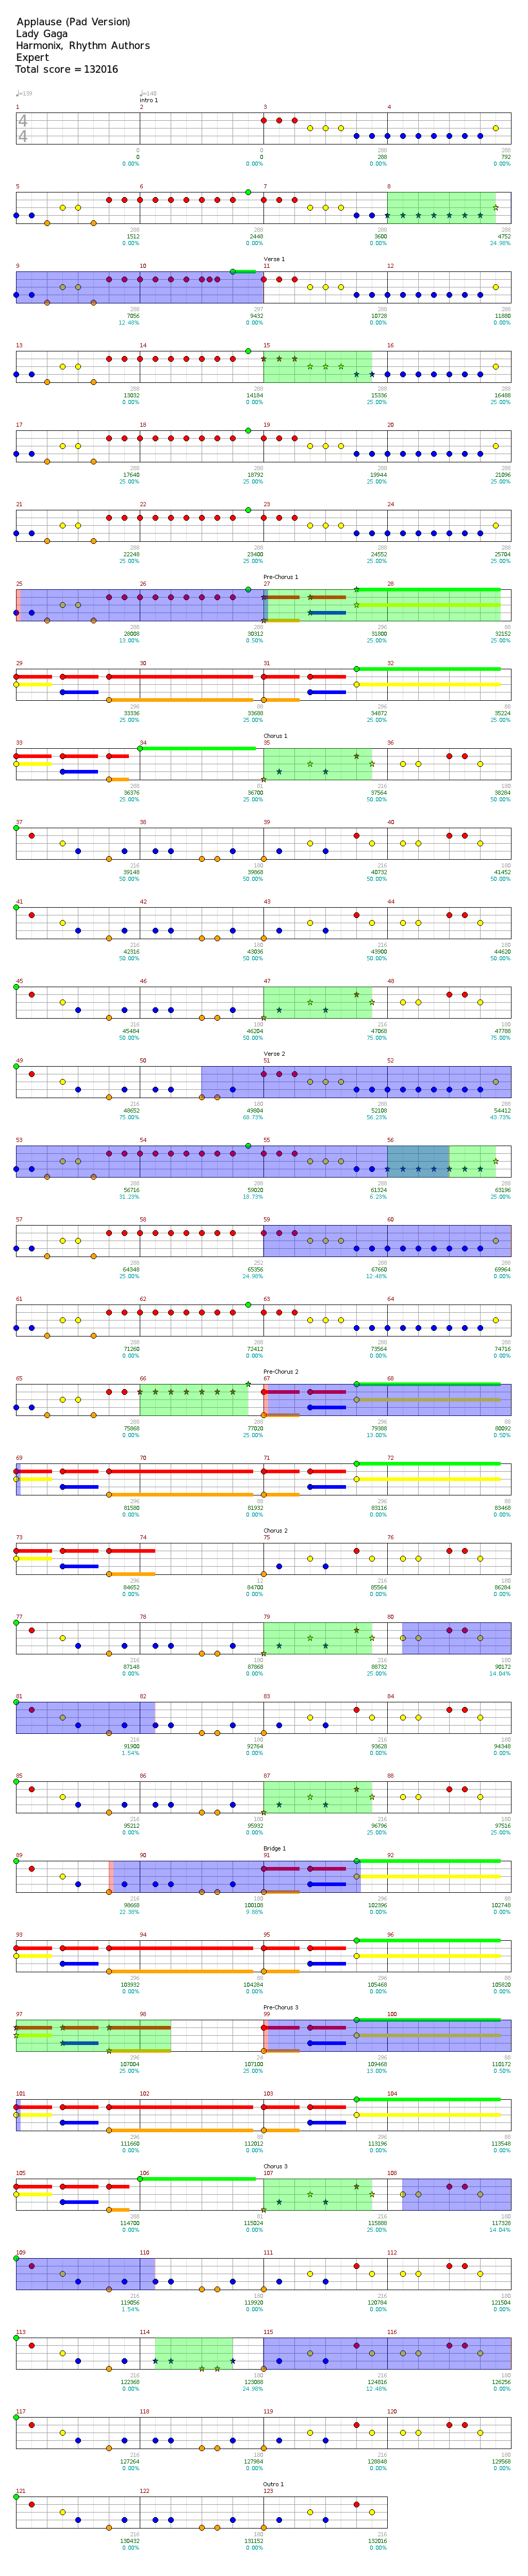 Applause (Pad Version)
Lady Gaga
Harmonix, Rhythm Authors
Expert
Total score = 132016
♩=139 ♩=140
intro 1
1 2 3 4
4
4
0 0 288 288
0 0 288 792
0.00% 0.00% 0.00% 0.00%
5 6 7 8
288 288 288 288
1512 2448 3600 4752
0.00% 0.00% 0.00% 24.98%
Verse 1
9 10 11 12
288 297 288 288
7056 9432 10728 11880
12.48% 0.00% 0.00% 0.00%
13 14 15 16
288 288 288 288
13032 14184 15336 16488
0.00% 0.00% 25.00% 25.00%
17 18 19 20
288 288 288 288
17640 18792 19944 21096
25.00% 25.00% 25.00% 25.00%
21 22 23 24
288 288 288 288
22248 23400 24552 25704
25.00% 25.00% 25.00% 25.00%
Pre-Chorus 1
25 26 27 28
288 288 296 88
28008 30312 31800 32152
13.00% 0.50% 25.00% 25.00%
29 30 31 32
296 88 296 88
33336 33688 34872 35224
25.00% 25.00% 25.00% 25.00%
Chorus 1
33 34 35 36
288 81 216 180
36376 36700 37564 38284
25.00% 25.00% 50.00% 50.00%
37 38 39 40
216 180 216 180
39148 39868 40732 41452
50.00% 50.00% 50.00% 50.00%
41 42 43 44
216 180 216 180
42316 43036 43900 44620
50.00% 50.00% 50.00% 50.00%
45 46 47 48
216 180 216 180
45484 46204 47068 47788
50.00% 50.00% 75.00% 75.00%
Verse 2
49 50 51 52
216 180 288 288
48652 49804 52108 54412
75.00% 68.73% 56.23% 43.73%
53 54 55 56
288 288 288 288
56716 59020 61324 63196
31.23% 18.73% 6.23% 25.00%
57 58 59 60
288 252 288 288
64348 65356 67660 69964
25.00% 24.98% 12.48% 0.00%
61 62 63 64
288 288 288 288
71260 72412 73564 74716
0.00% 0.00% 0.00% 0.00%
Pre-Chorus 2
65 66 67 68
288 288 296 88
75868 77020 79388 80092
0.00% 25.00% 13.00% 0.50%
69 70 71 72
296 88 296 88
81580 81932 83116 83468
0.00% 0.00% 0.00% 0.00%
Chorus 2
73 74 75 76
296 12 216 180
84652 84700 85564 86284
0.00% 0.00% 0.00% 0.00%
77 78 79 80
216 180 216 180
87148 87868 88732 90172
0.00% 0.00% 25.00% 14.04%
81 82 83 84
216 180 216 180
91900 92764 93628 94348
1.54% 0.00% 0.00% 0.00%
85 86 87 88
216 180 216 180
95212 95932 96796 97516
0.00% 0.00% 25.00% 25.00%
Bridge 1
89 90 91 92
216 180 296 88
98668 100108 102396 102748
22.38% 9.88% 0.00% 0.00%
93 94 95 96
296 88 296 88
103932 104284 105468 105820
0.00% 0.00% 0.00% 0.00%
Pre-Chorus 3
97 98 99 100
296 24 296 88
107004 107100 109468 110172
25.00% 25.00% 13.00% 0.50%
101 102 103 104
296 88 296 88
111660 112012 113196 113548
0.00% 0.00% 0.00% 0.00%
Chorus 3
105 106 107 108
288 81 216 180
114700 115024 115888 117328
0.00% 0.00% 25.00% 14.04%
109 110 111 112
216 180 216 180
119056 119920 120784 121504
1.54% 0.00% 0.00% 0.00%
113 114 115 116
216 180 216 180
122368 123088 124816 126256
0.00% 24.98% 12.48% 0.00%
117 118 119 120
216 180 216 180
127264 127984 128848 129568
0.00% 0.00% 0.00% 0.00%
Outro 1
121 122 123
216 180 216
130432 131152 132016
0.00% 0.00% 0.00%